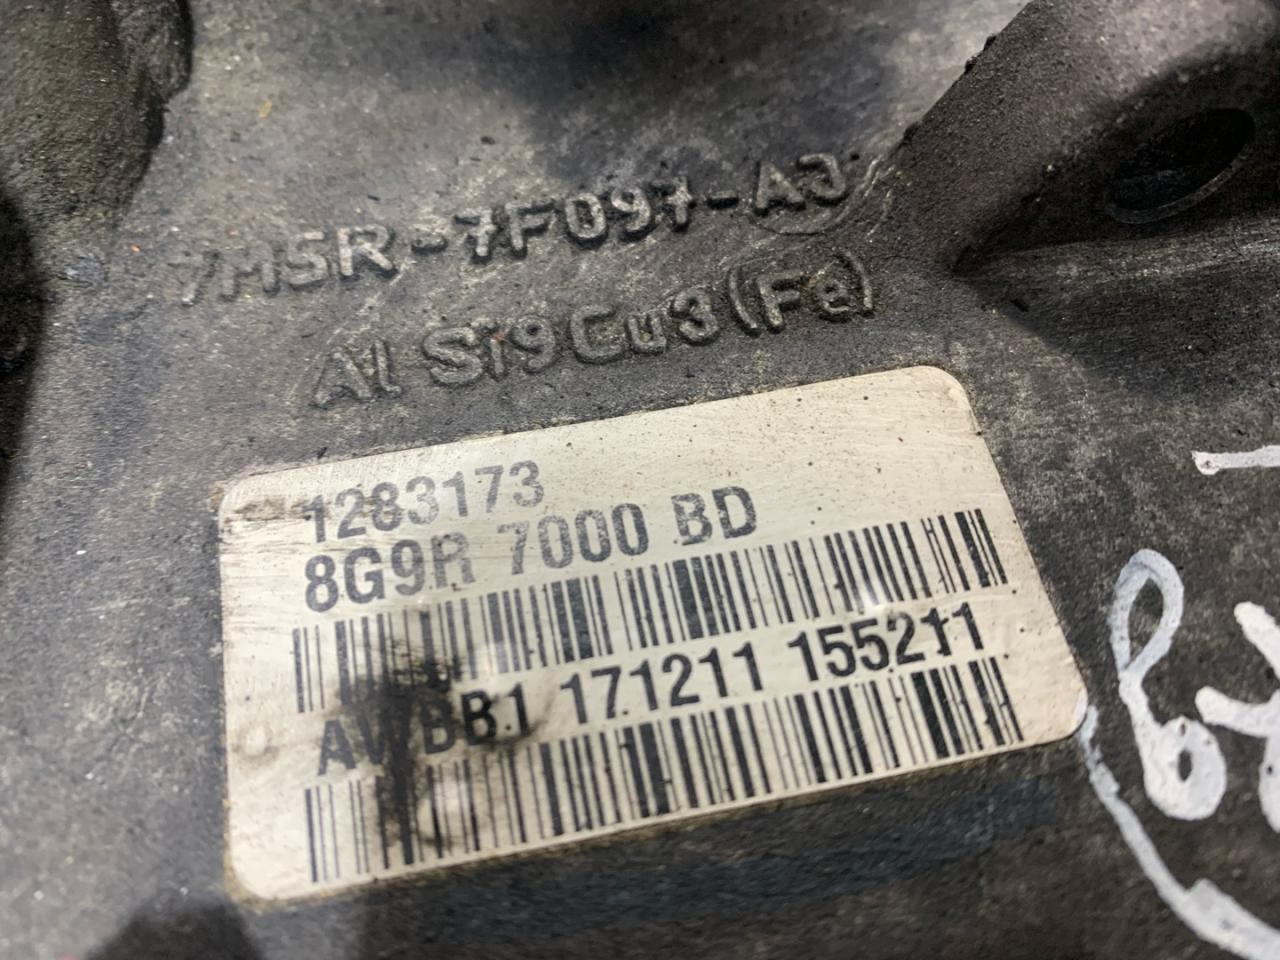 7M5R-7F097-AJ
Al Si9Cu3(Fe)
1283173
8G9R 7000 BD
AWBB1 171211 155211